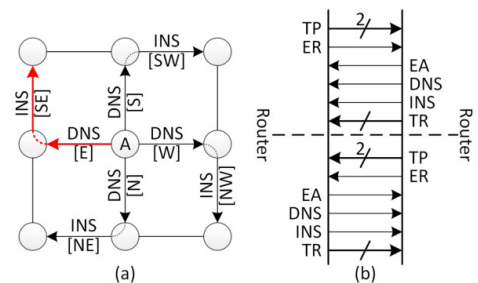 INS
[SW]
INS
[SE]
DNS
[S]
DNS
[E]
A
DNS
[W]
DNS
[N]
INS
[NW]
INS
[NE]
(a)
2
TP
ER
EA
DNS
INS
TR
Router
Router
2
TP
ER
EA
DNS
INS
TR
(b)